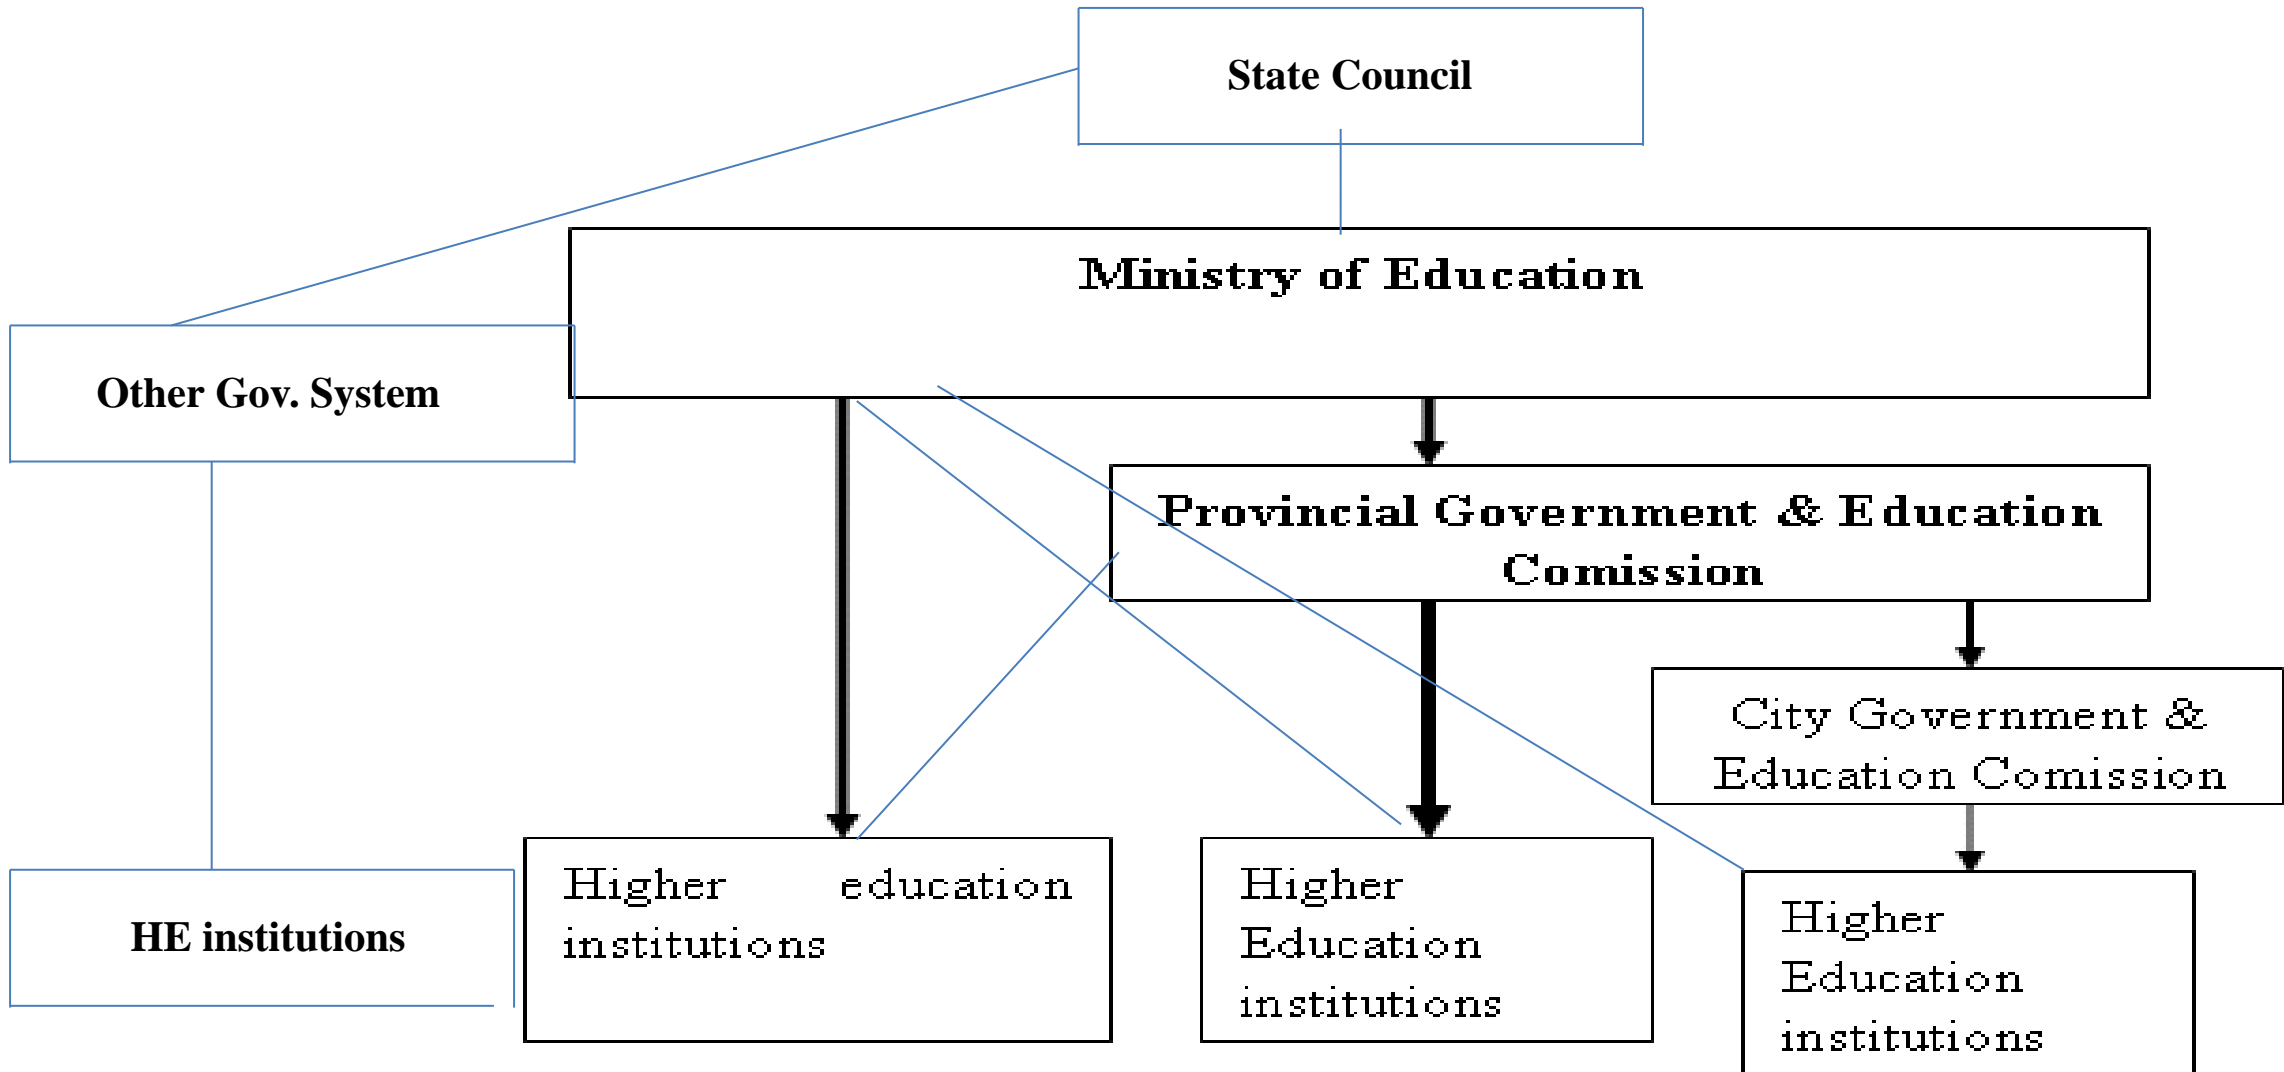 State Council
Ministry of Education
Other Gov. System
Provincial Government & Education
Comission
City Government &
Education Comission
HE institutions
Higher education
institutions
Higher
Education
institutions
Higher
Education
institutions